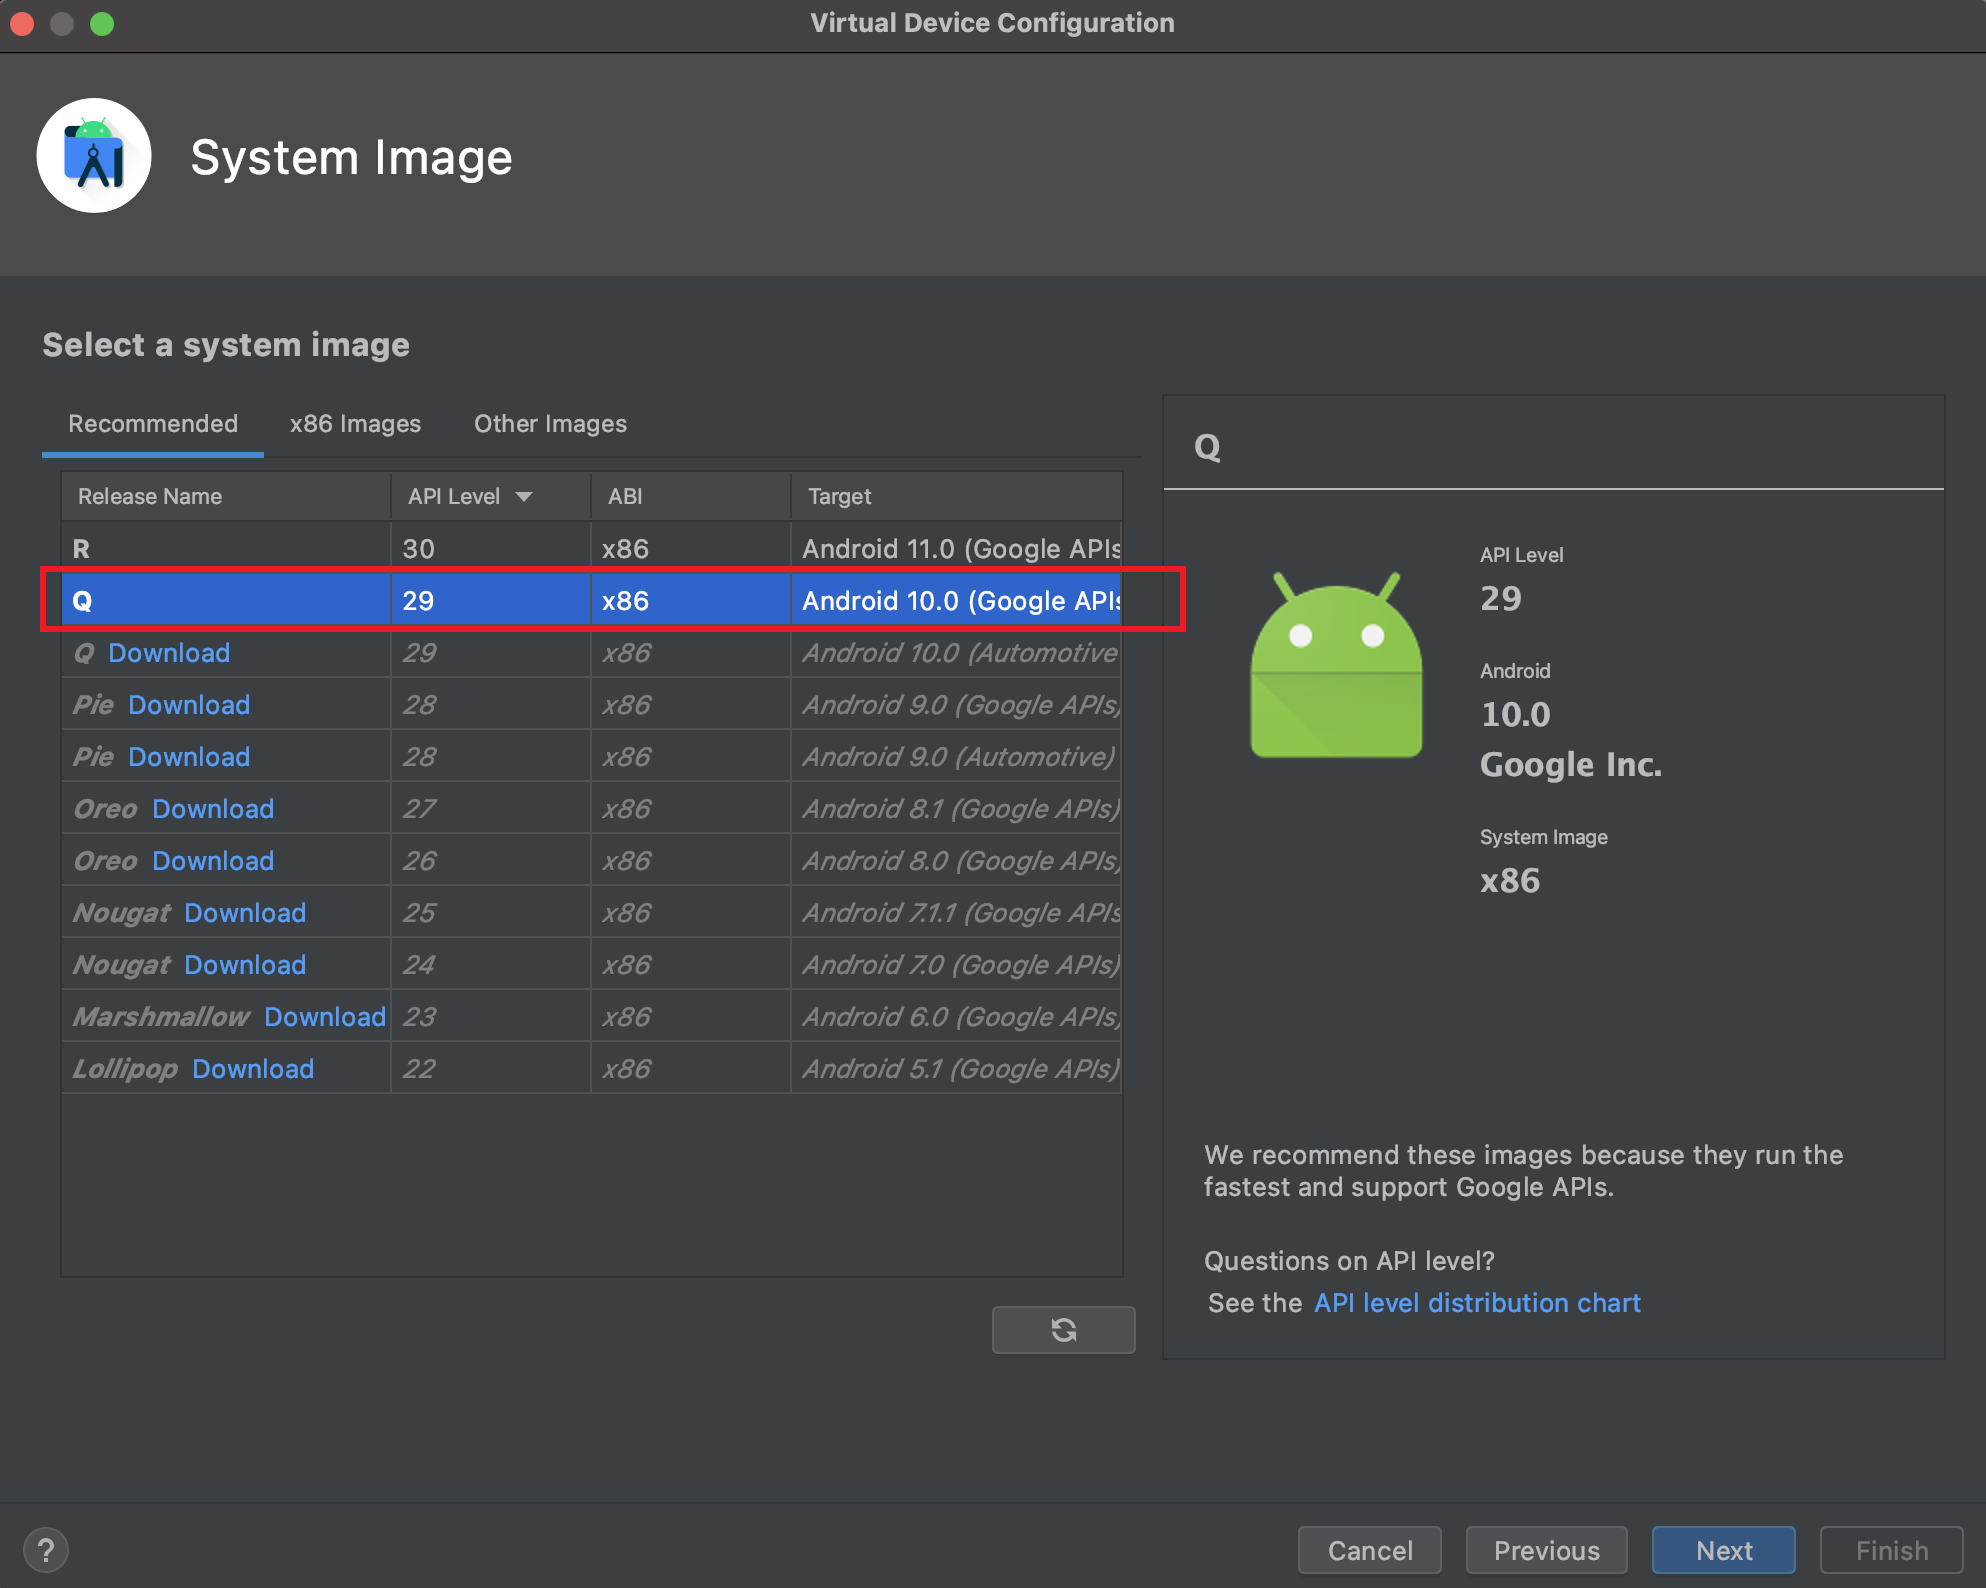 Virtual Device Configuration
System Image
Select a system image
Recommended x86 Images Other Images
Release Name API Level ABI Target
R 30 x86 Android 11.0 (Google APIs
Q 29 x86 Android 10.0 (Google APIs
Q Download 29 x86 Android 10.0 (Automotive
Pie Download 28 x86 Android 9.0 (Google APIs)
Pie Download 28 x86 Android 9.0 (Automotive)
Oreo Download 27 x86 Android 8.1 (Google APIs)
Oreo Download 26 x86 Android 8.0 (Google APIs)
Nougat Download 25 x86 Android 7.1.1 (Google APIs
Nougat Download 24 x86 Android 7.0 (Google APIs)
Marshmallow Download 23 x86 Android 6.0 (Google APIs)
Lollipop Download 22 x86 Android 5.1 (Google APIs)
Q
API Level
29
Android
10.0
Google Inc.
System Image
x86
We recommend these images because they run the
fastest and support Google APIs.
Questions on API level?
See the API level distribution chart
? Cancel Previous Next Finish